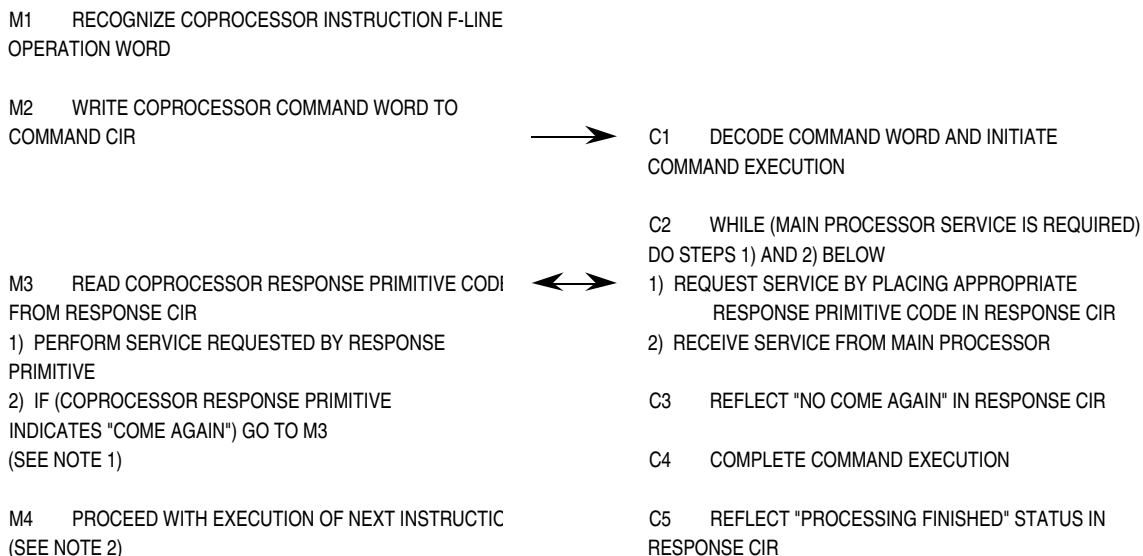 M1 RECOGNIZE COPROCESSOR INSTRUCTION F-LINE
OPERATION WORD
M2 WRITE COPROCESSOR COMMAND WORD TO
COMMAND CIR
M3 READ COPROCESSOR RESPONSE PRIMITIVE COD
FROM RESPONSE CIR
1) PERFORM SERVICE REQUESTED BY RESPONSE
PRIMITIVE
2) IF (COPROCESSOR RESPONSE PRIMITIVE
INDICATES "COME AGAIN") GO TO M3
(SEE NOTE 1)
M4 PROCEED WITH EXECUTION OF NEXT INSTRUCTIO
(SEE NOTE 2)
C1 DECODE COMMAND WORD AND INITIATE
COMMAND EXECUTION
C2 WHILE (MAIN PROCESSOR SERVICE IS REQUIRED)
DO STEPS 1) AND 2) BELOW
1) REQUEST SERVICE BY PLACING APPROPRIATE
RESPONSE PRIMITIVE CODE IN RESPONSE CIR
2) RECEIVE SERVICE FROM MAIN PROCESSOR
C3 REFLECT "NO COME AGAIN" IN RESPONSE CIR
C4 COMPLETE COMMAND EXECUTION
C5 REFLECT "PROCESSING FINISHED" STATUS IN
RESPONSE CIR